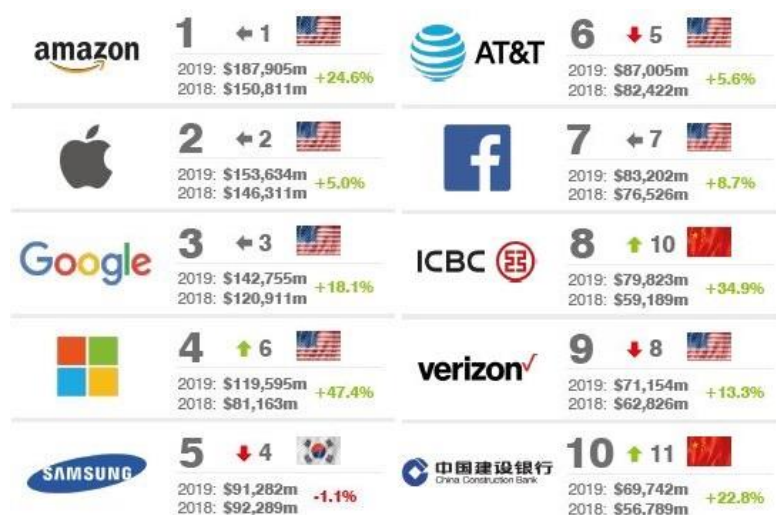 amazon
1 1
2019: $187,905m
2018: $150,811m
+24.6%
2 2
2019: $153,634m
2018: $146,311m
+5.0%
Google
3 3
2019: $142,755m
2018: $120,911m
+18.1%
4 6
2019: $119,595m
2018: $81,163m
+47.4%
SAMSUNG
5 4
2019: $91,282m
2018: $92,289m
-1.1%
AT&T
6 5
2019: $87,005m
2018: $82,422m
+5.6%
f
7 7
2019: $83,202m
2018: $76,526m
+8.7%
ICBC
8 10
2019: $79,823m
2018: $59,189m
+34.9%
verizon
9 8
2019: $71,154m
2018: $62,826m
+13.3%
中国建设银行
China Construction Bank
10 11
2019: $69,742m
2018: $56,789m
+22.8%